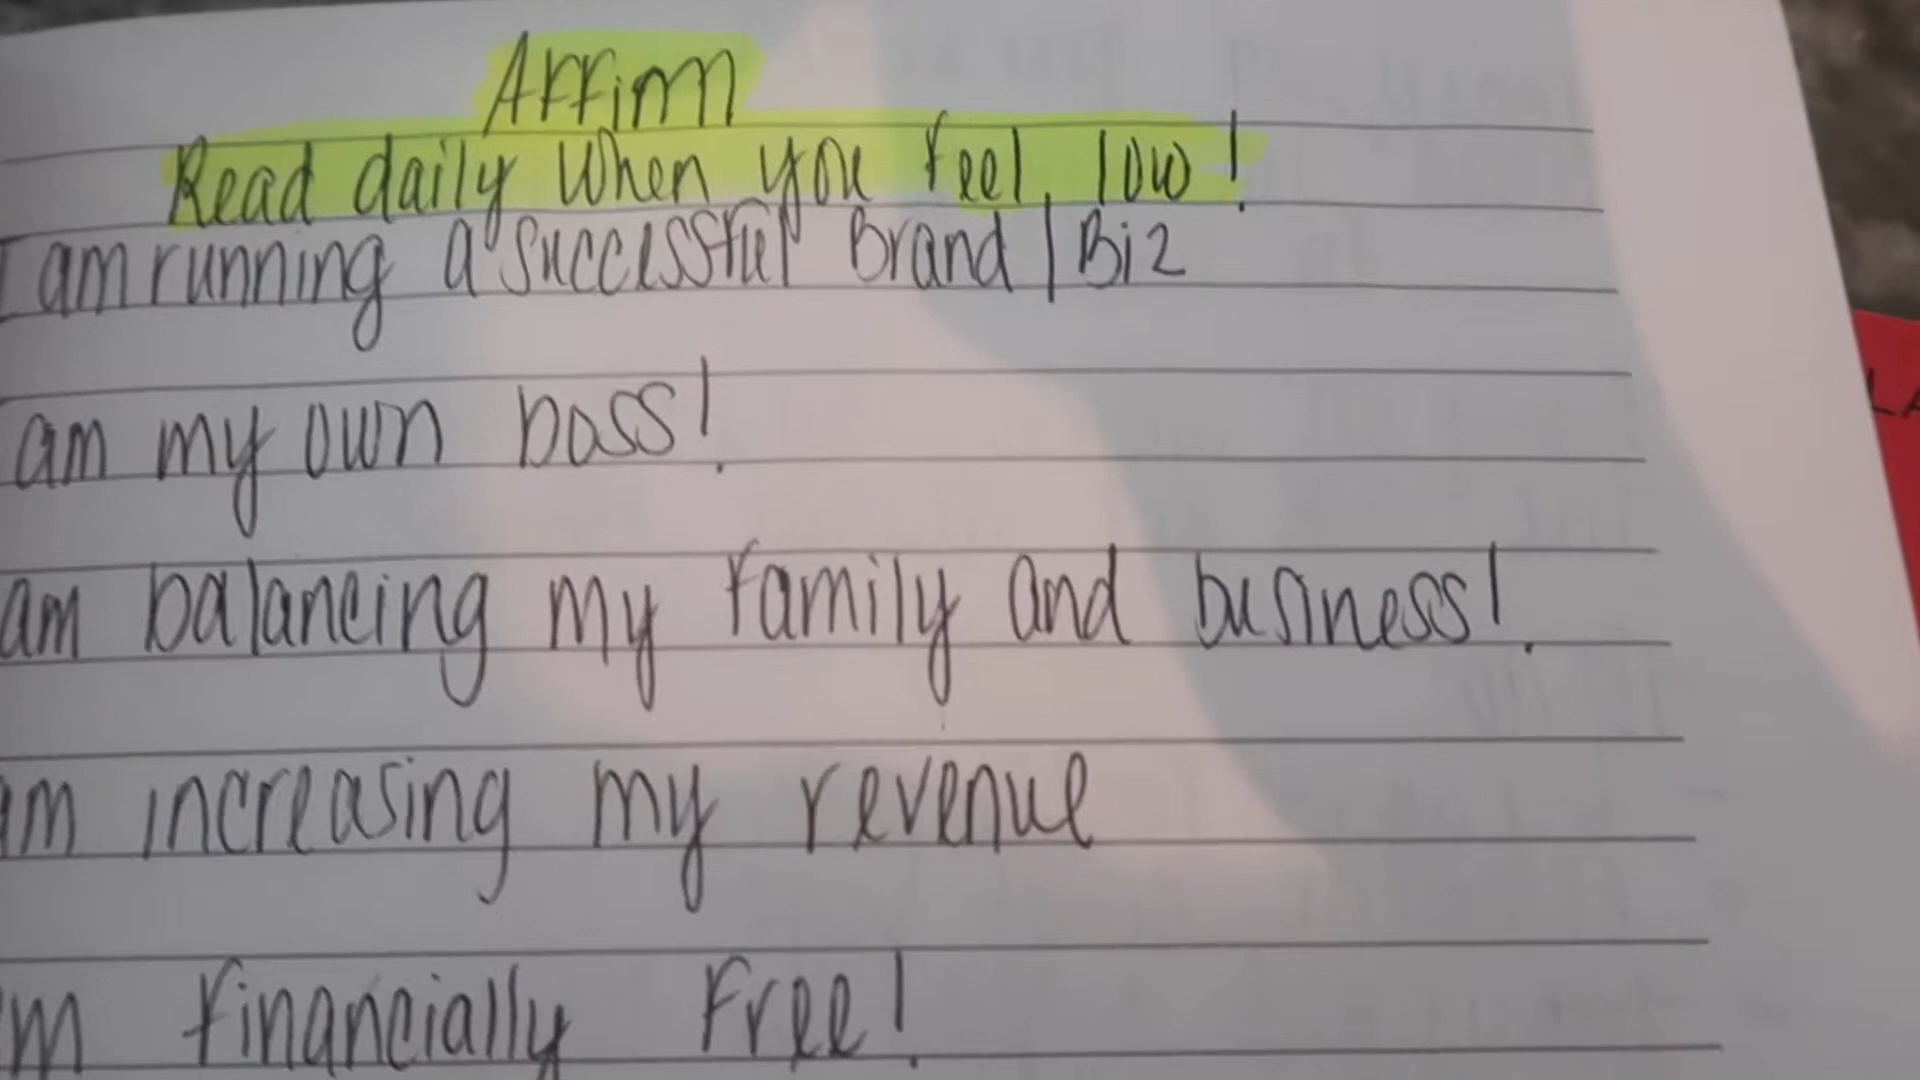 Affirm
Read daily when you feel low!
I am running a successful Brand | Biz
am my own boss!
am balancing my family and business!
am increasing my revenue
m financially free!
LA